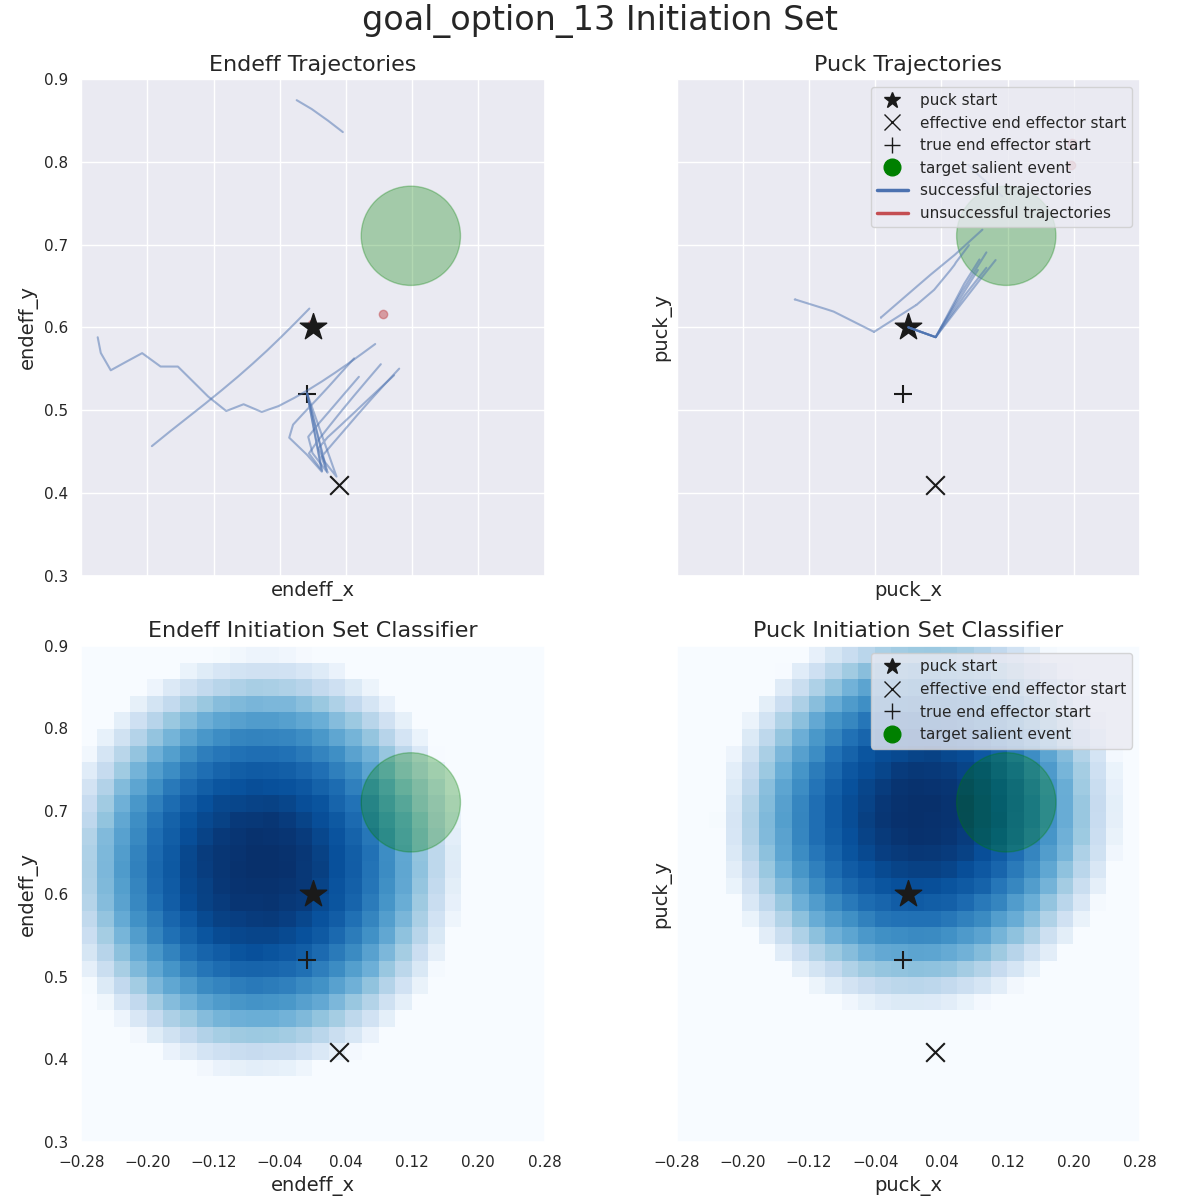 goal_option_13 Initiation Set
Endeff Trajectories
0.9
0.8
0.7
0.6
0.5
0.4
0.3
endeff_y
endeff_x
Puck Trajectories
puck start
effective end effector start
true end effector start
target salient event
successful trajectories
unsuccessful trajectories
puck_y
puck_x
Endeff Initiation Set Classifier
0.9
0.8
0.7
0.6
0.5
0.4
0.3
endeff_y
−0.28 −0.20 −0.12 −0.04 0.04 0.12 0.20 0.28
endeff_x
Puck Initiation Set Classifier
puck start
effective end effector start
true end effector start
target salient event
puck_y
−0.28 −0.20 −0.12 −0.04 0.04 0.12 0.20 0.28
puck_x